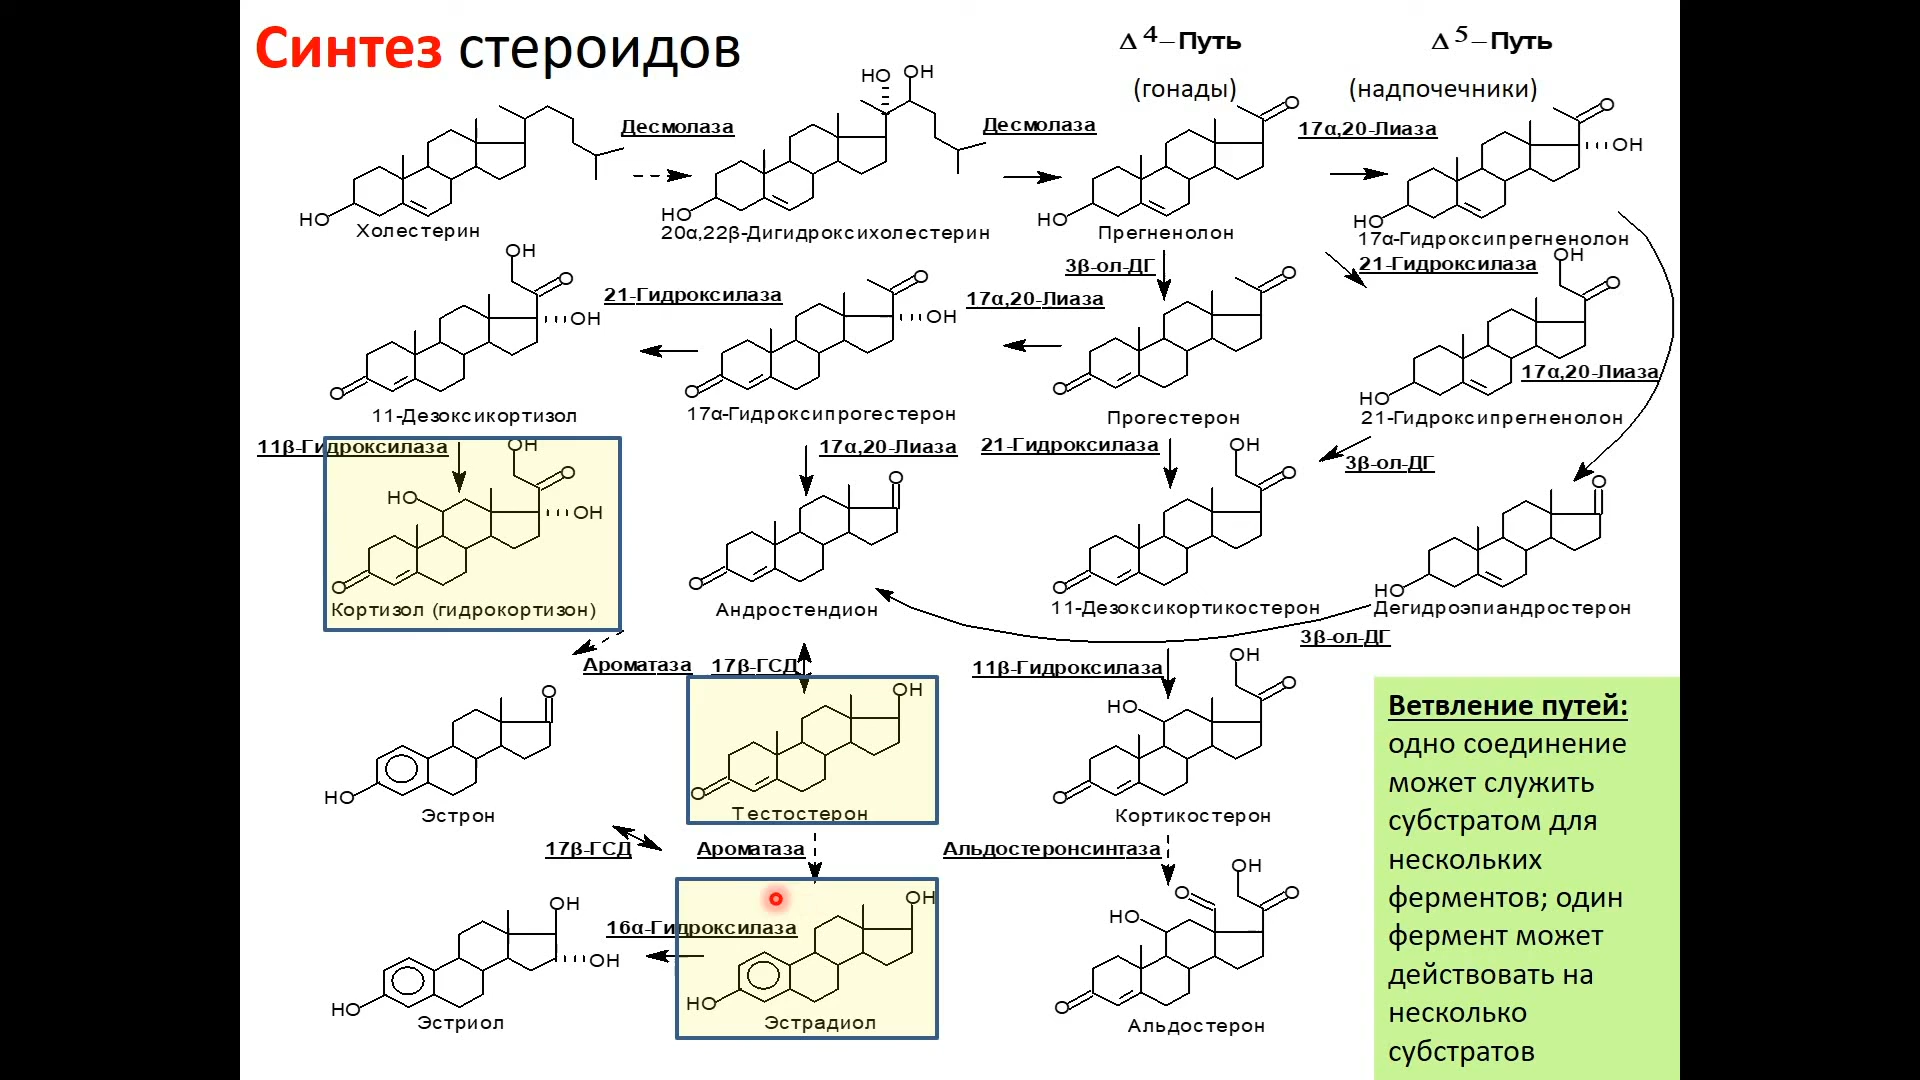 Синтез стероидов
Δ4–Путь
Δ5–Путь
(гонады)
(надпочечники)
HO
OH
Десмолаза
Десмолаза
17α,20-Лиаза
O
O
OH
HO
HO
HO
HO
Холестерин
20α,22β-Дигидроксихолестерин
Прегненолон
17α-Гидроксипрегненолон
OH
3β-ол-ДГ
21-Гидроксилаза
OH
O
O
O
O
21-Гидроксилаза
17α,20-Лиаза
OH
OH
17α,20-Лиаза
O
O
O
HO
11-Дезоксикортизол
17α-Гидроксипрогестерон
Прогестерон
21-Гидроксипрегненолон
11β-Гидроксилаза
OH
17α,20-Лиаза
21-Гидроксилаза
OH
3β-ол-ДГ
O
O
O
O
HO
OH
O
O
O
HO
Кортизол (гидрокортизон)
Андростендион
11-Дезоксикортикостерон
Дегидроэпиандростерон
3β-ол-ДГ
Ароматаза
17β-ГСД
11β-Гидроксилаза
OH
O
OH
O
HO
HO
O
O
Эстрон
Тестостерон
Кортикостерон
17β-ГСД
Ароматаза
Альдостеронсинтаза
OH
OH
OH
O
O
HO
16α-Гидроксилаза
OH
HO
HO
O
Эстриол
Эстрадиол
Альдостерон
Ветвление путей:
одно соединение
может служить
субстратом для
нескольких
ферментов; один
фермент может
действовать на
несколько
субстратов